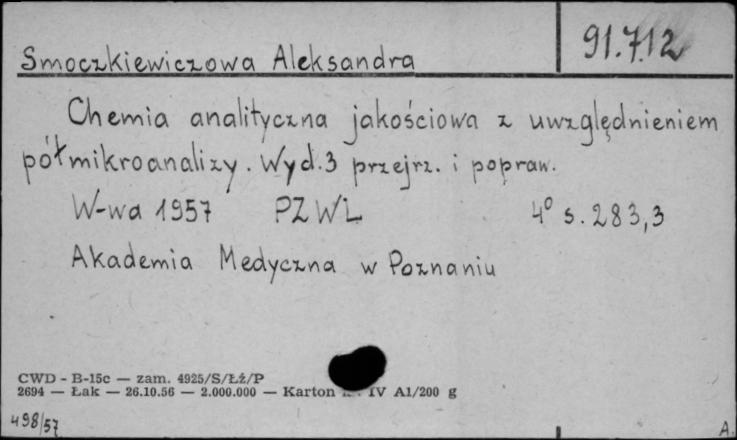 Smoczkiewiczowa Aleksandra
91.712
Chemia analityczna jakościowa z uwzględnieniem
półmikroanalizy. Wyd.3 przejrz. i popraw.
W-wa 1957 PZWL 4° s. 283,3
Akademia Medyczna w Poznaniu
CWD - B-15c — zam. 4925/S/Łź/P
2694 — Łak — 26.10.56 — 2.000.000 — Karton IV A1/200 g
498/57
A.